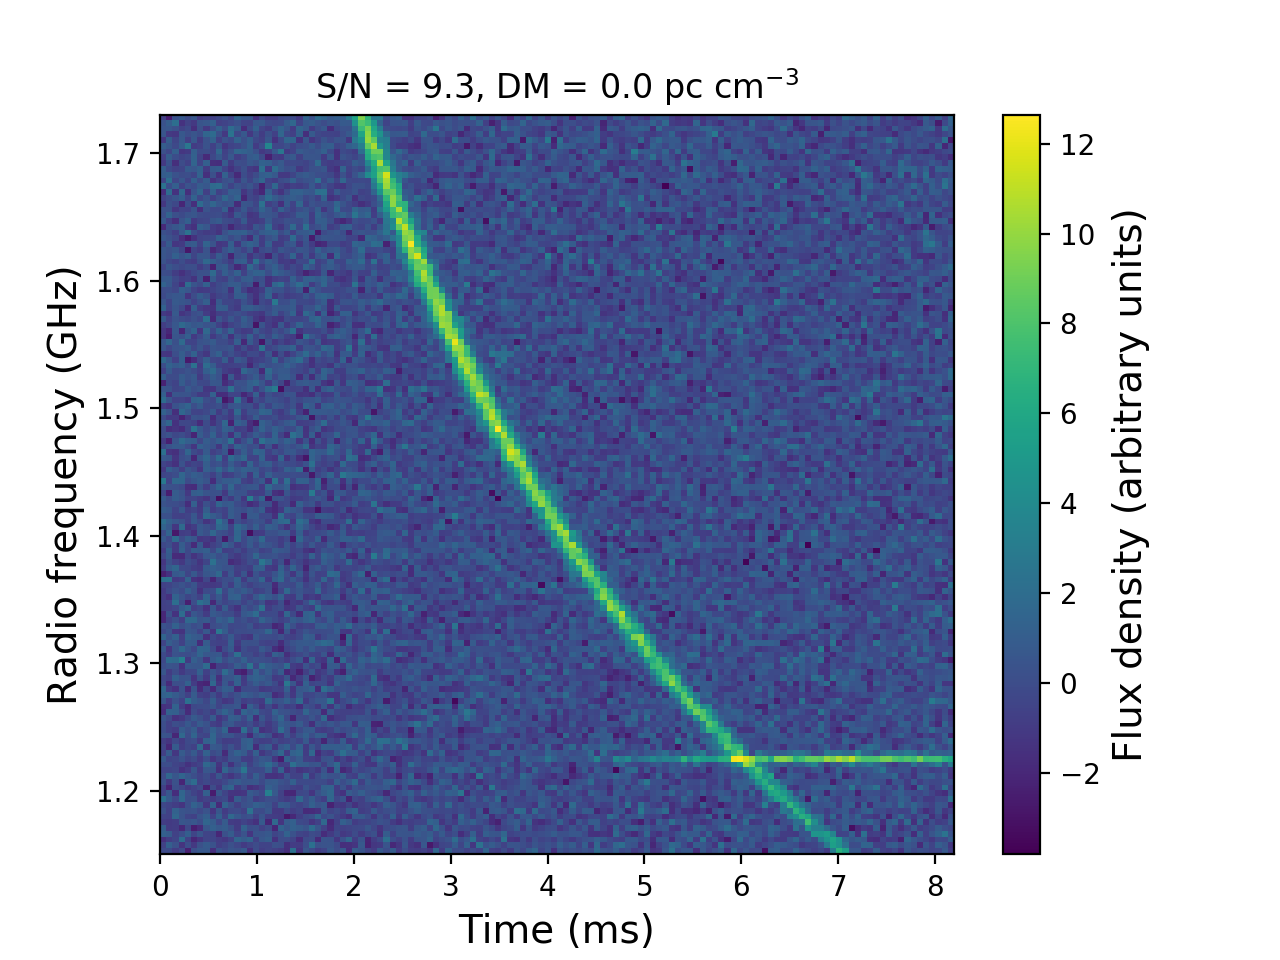 S/N = 9.3, DM = 0.0 pc cm⁻³
Radio frequency (GHz)
1.7
1.6
1.5
1.4
1.3
1.2
0 1 2 3 4 5 6 7 8
Time (ms)
12
10
8
6
4
2
0
−2
Flux density (arbitrary units)